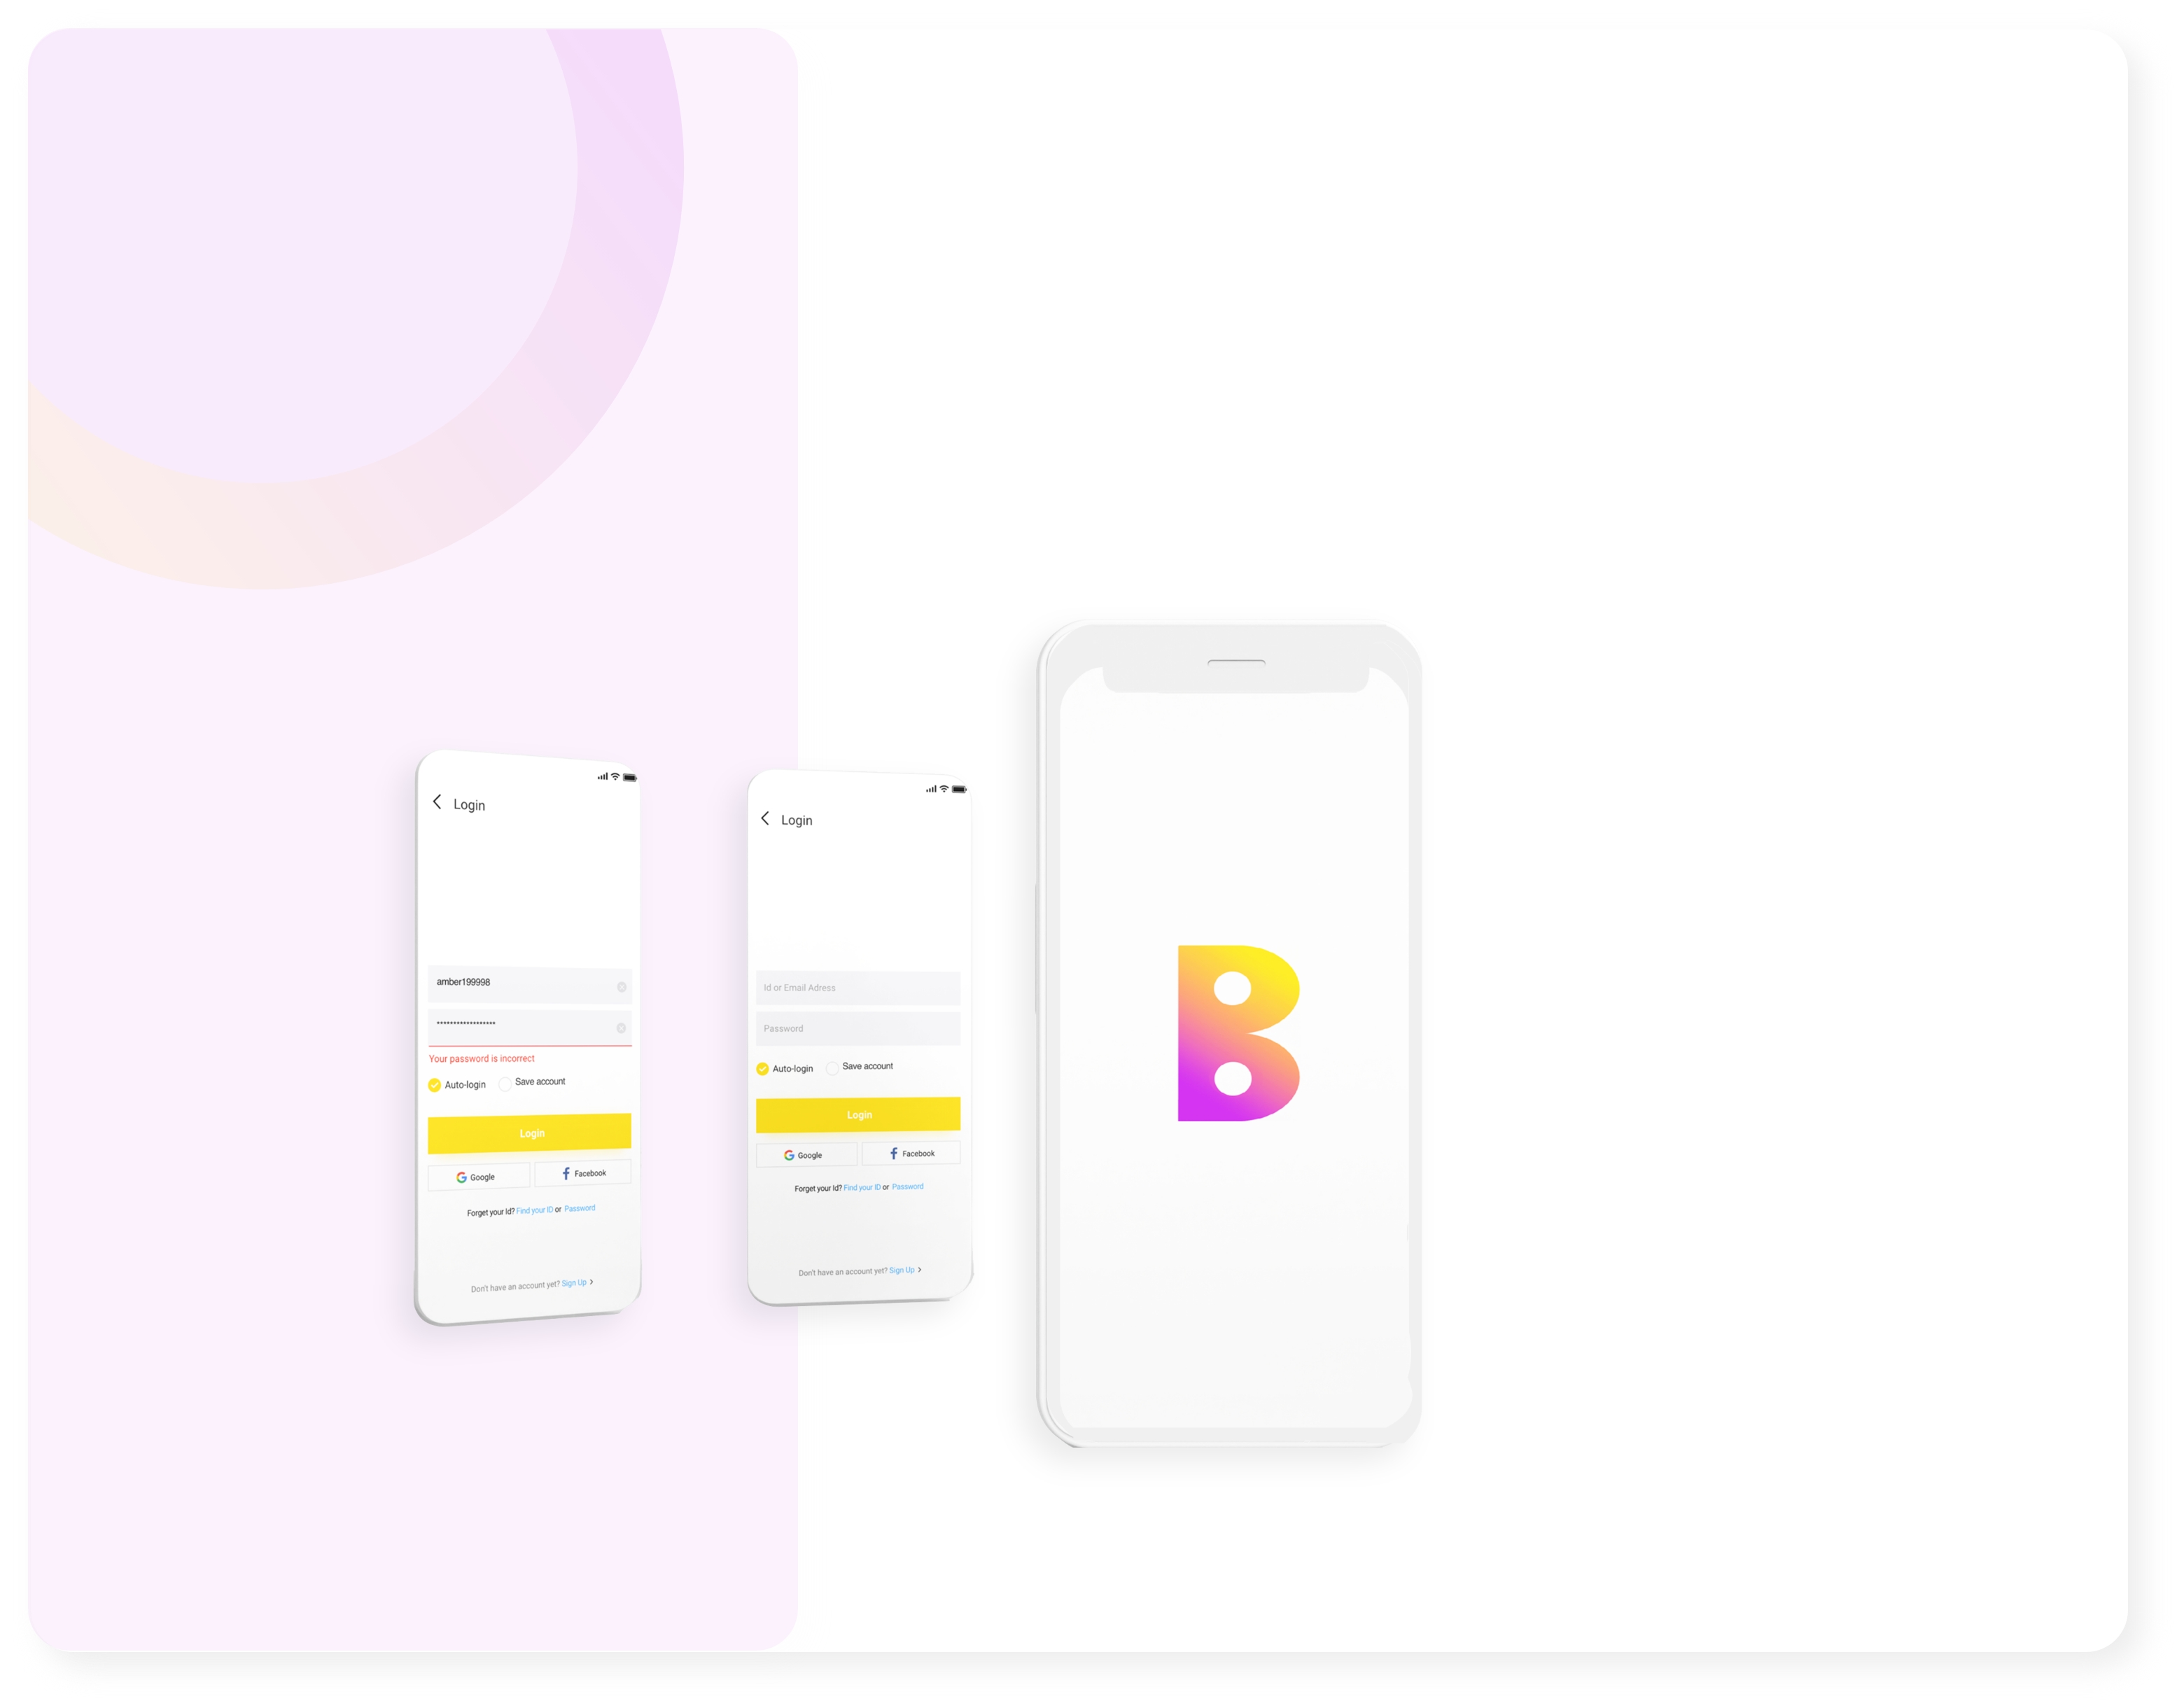 Login
amber199998
******************
Your password is incorrect
Auto-login Save account
Login
Google Facebook
Forget your Id? Find your ID or Password
Don't have an account yet? Sign Up >
Login
Id or Email Adress
Password
Auto-login Save account
Login
Google Facebook
Forget your Id? Find your ID or Password
Don't have an account yet? Sign Up >
B